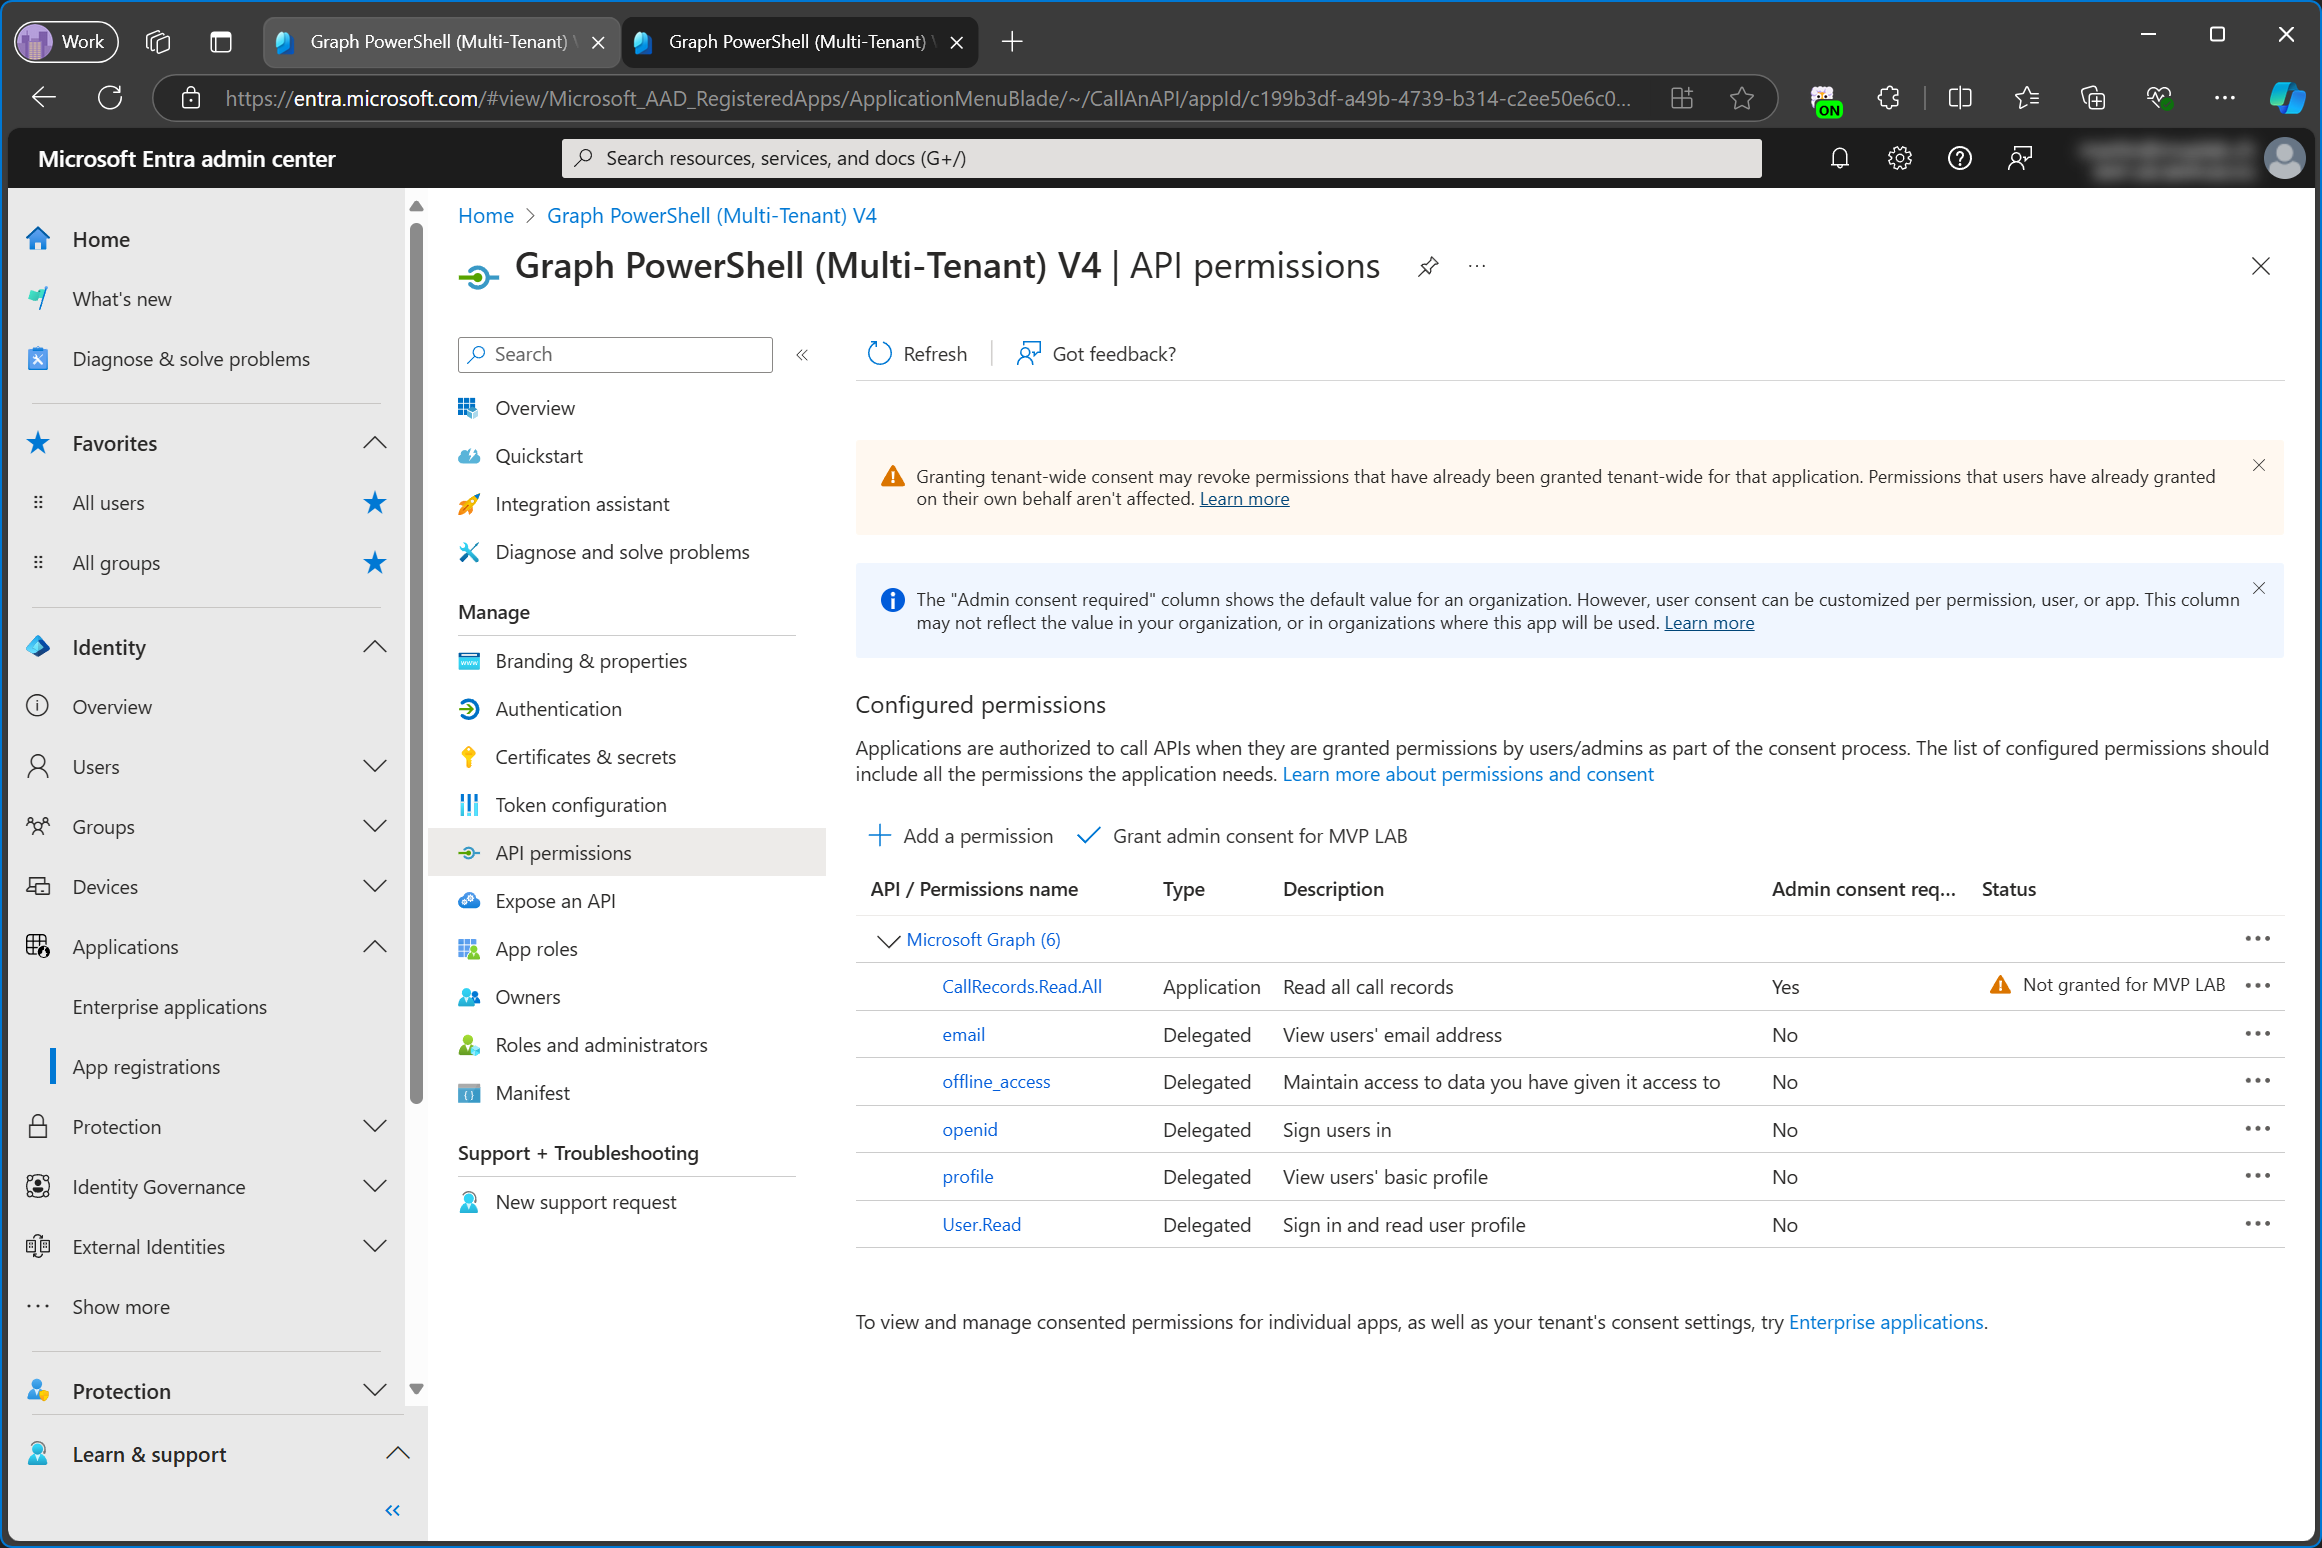 Work
Graph PowerShell (Multi-Tenant)
Graph PowerShell (Multi-Tenant)
https://entra.microsoft.com/#view/Microsoft_AAD_RegisteredApps/ApplicationMenuBlade/~/CallAnAPI/appId/c199b3df-a49b-4739-b314-c2ee50e6c0...
ON
Microsoft Entra admin center
Search resources, services, and docs (G+/)
Home
What's new
Diagnose & solve problems
Favorites
All users
All groups
Identity
Overview
Users
Groups
Devices
Applications
Enterprise applications
App registrations
Protection
Identity Governance
External Identities
Show more
Protection
Learn & support
Home > Graph PowerShell (Multi-Tenant) V4
Graph PowerShell (Multi-Tenant) V4 | API permissions
Search
Overview
Quickstart
Integration assistant
Diagnose and solve problems
Manage
Branding & properties
Authentication
Certificates & secrets
Token configuration
API permissions
Expose an API
App roles
Owners
Roles and administrators
Manifest
Support + Troubleshooting
New support request
Refresh
Got feedback?
Granting tenant-wide consent may revoke permissions that have already been granted tenant-wide for that application. Permissions that users have already granted
on their own behalf aren't affected. Learn more
The "Admin consent required" column shows the default value for an organization. However, user consent can be customized per permission, user, or app. This column
may not reflect the value in your organization, or in organizations where this app will be used. Learn more
Configured permissions
Applications are authorized to call APIs when they are granted permissions by users/admins as part of the consent process. The list of configured permissions should
include all the permissions the application needs. Learn more about permissions and consent
Add a permission Grant admin consent for MVP LAB
API / Permissions name Type Description Admin consent req... Status
Microsoft Graph (6)
CallRecords.Read.All Application Read all call records Yes Not granted for MVP LAB
email Delegated View users' email address No
offline_access Delegated Maintain access to data you have given it access to No
openid Delegated Sign users in No
profile Delegated View users' basic profile No
User.Read Delegated Sign in and read user profile No
To view and manage consented permissions for individual apps, as well as your tenant's consent settings, try Enterprise applications.